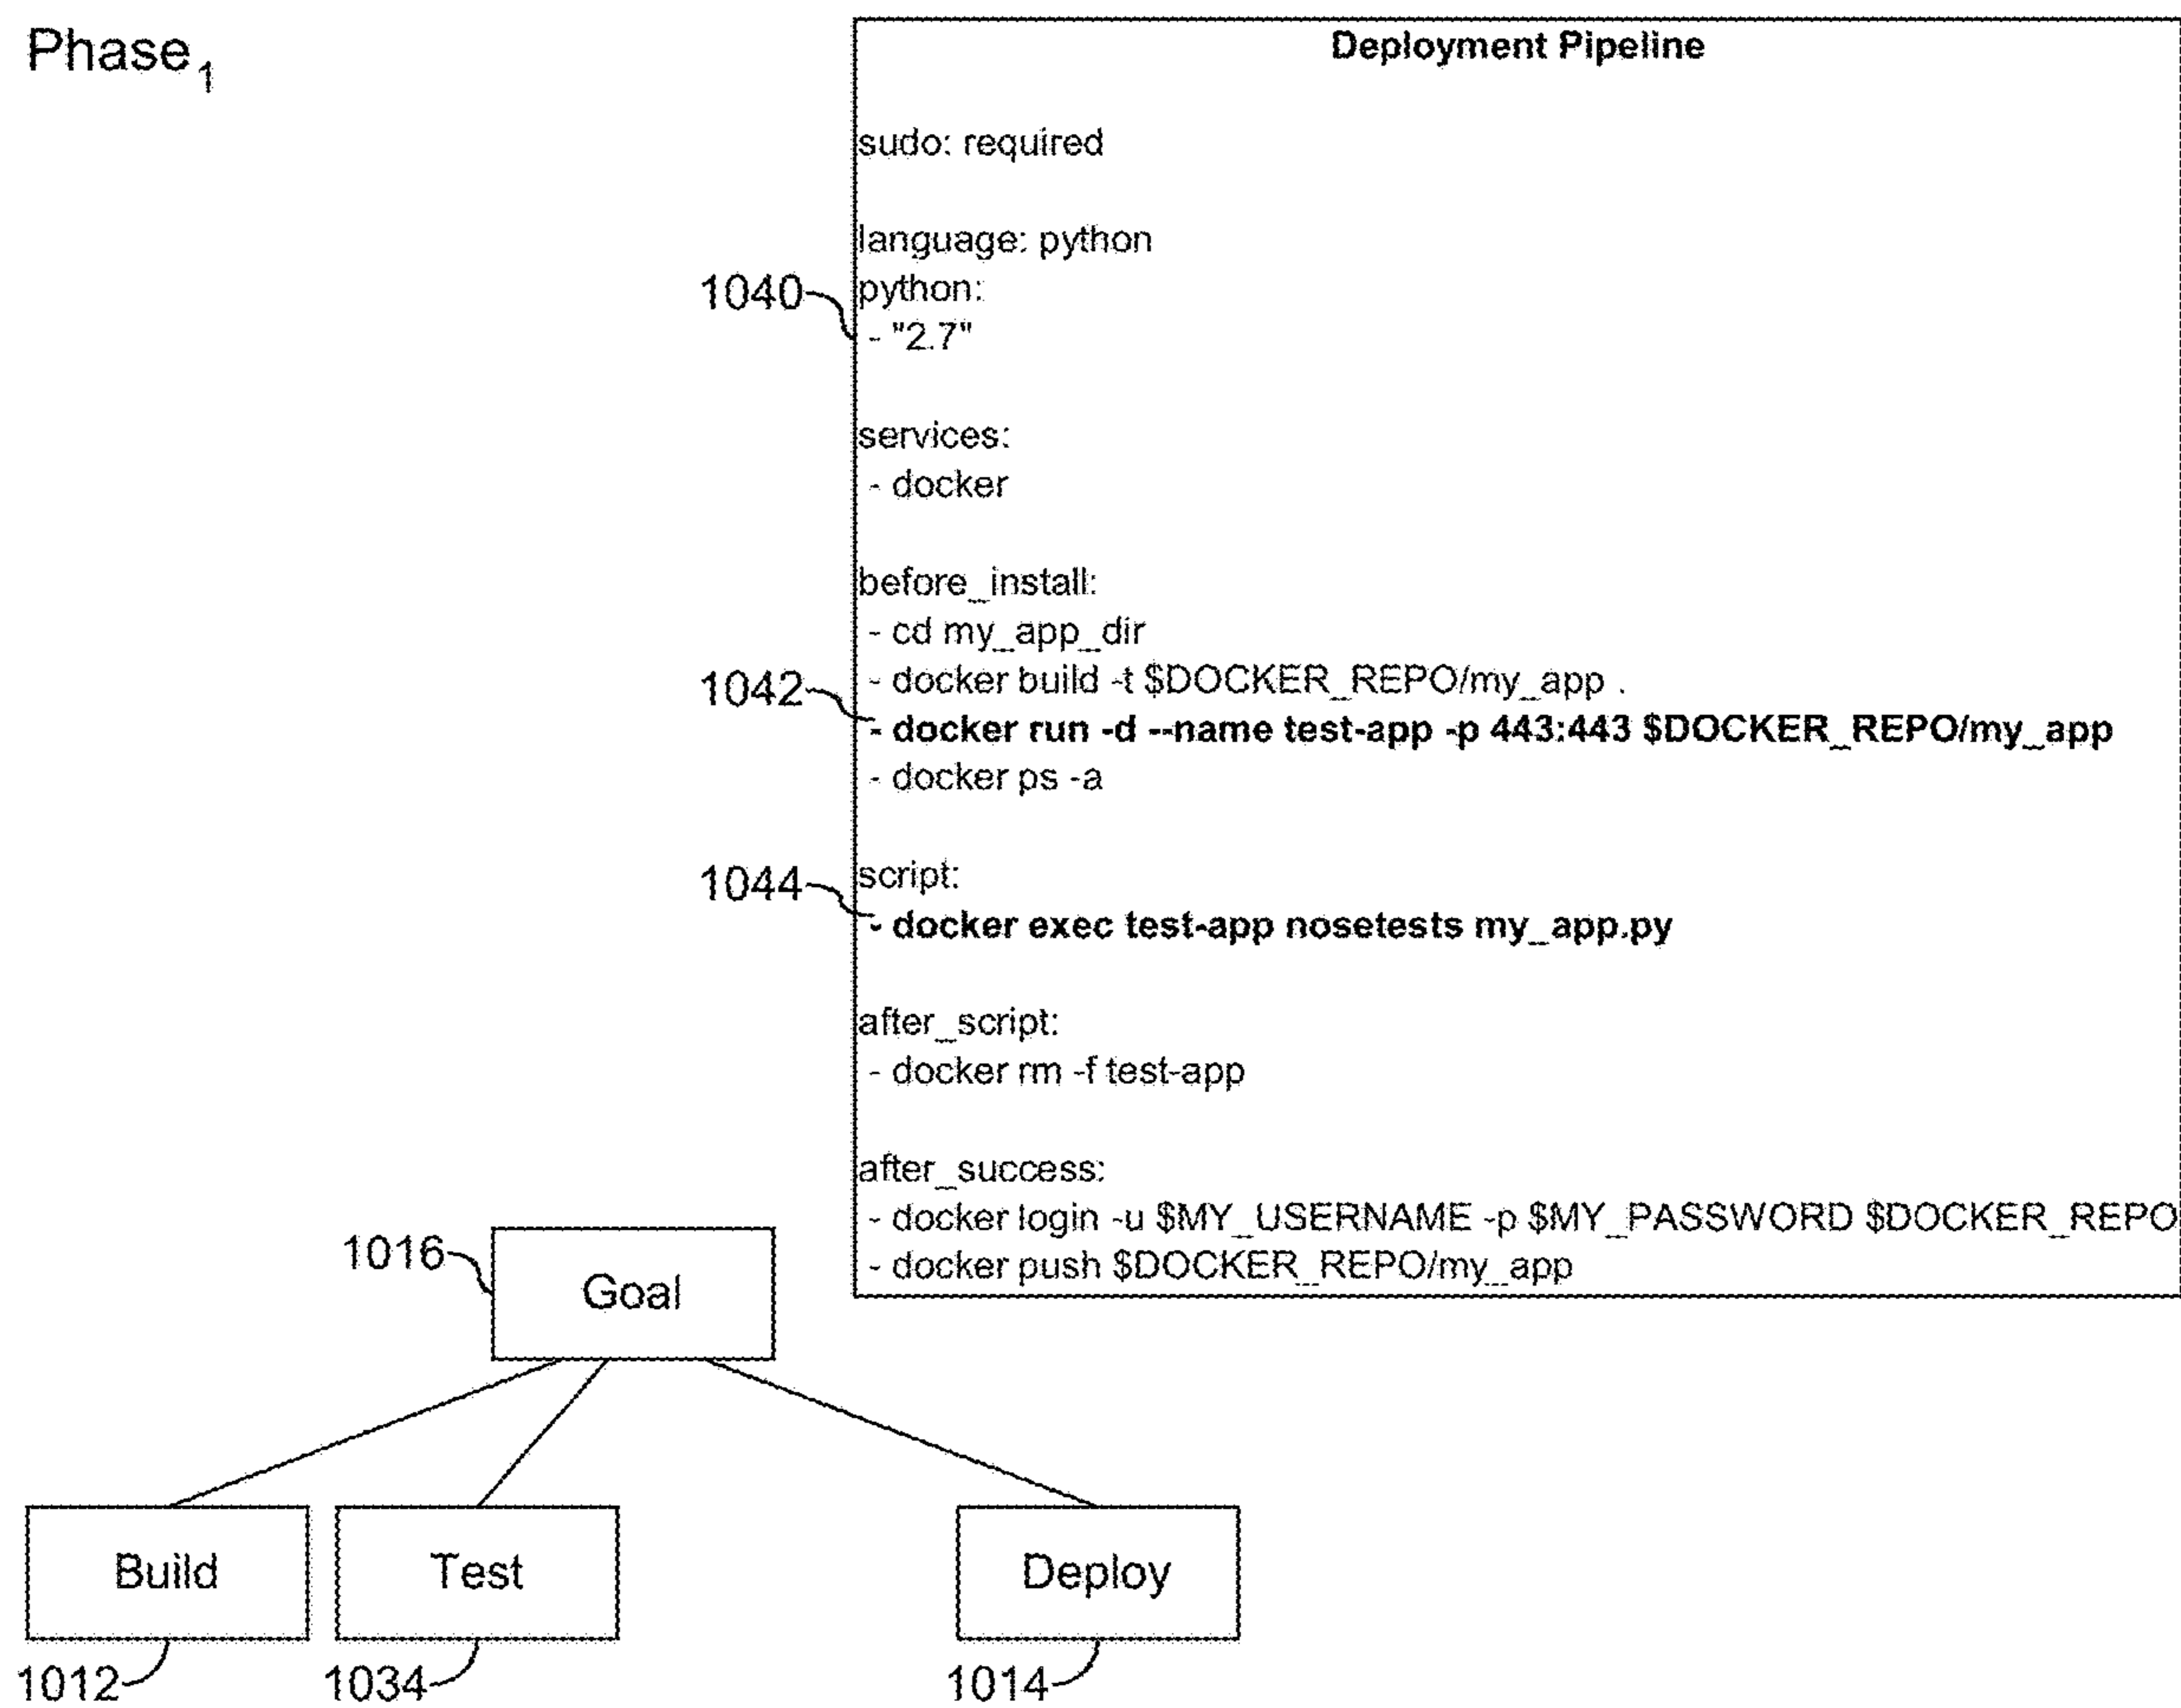 Phase₁
Deployment Pipeline
sudo: required
language: python
1040
python:
- "2.7"
services:
- docker
before_install:
- cd my_app_dir
1042
- docker build -t $DOCKER_REPO/my_app .
- docker run -d --name test-app -p 443:443 $DOCKER_REPO/my_app
- docker ps -a
1044
script:
- docker exec test-app nosetests my_app.py
after_script:
- docker rm -f test-app
after_success:
- docker login -u $MY_USERNAME -p $MY_PASSWORD $DOCKER_REPO
- docker push $DOCKER_REPO/my_app
1016
Goal
Build
Test
Deploy
1012
1034
1014